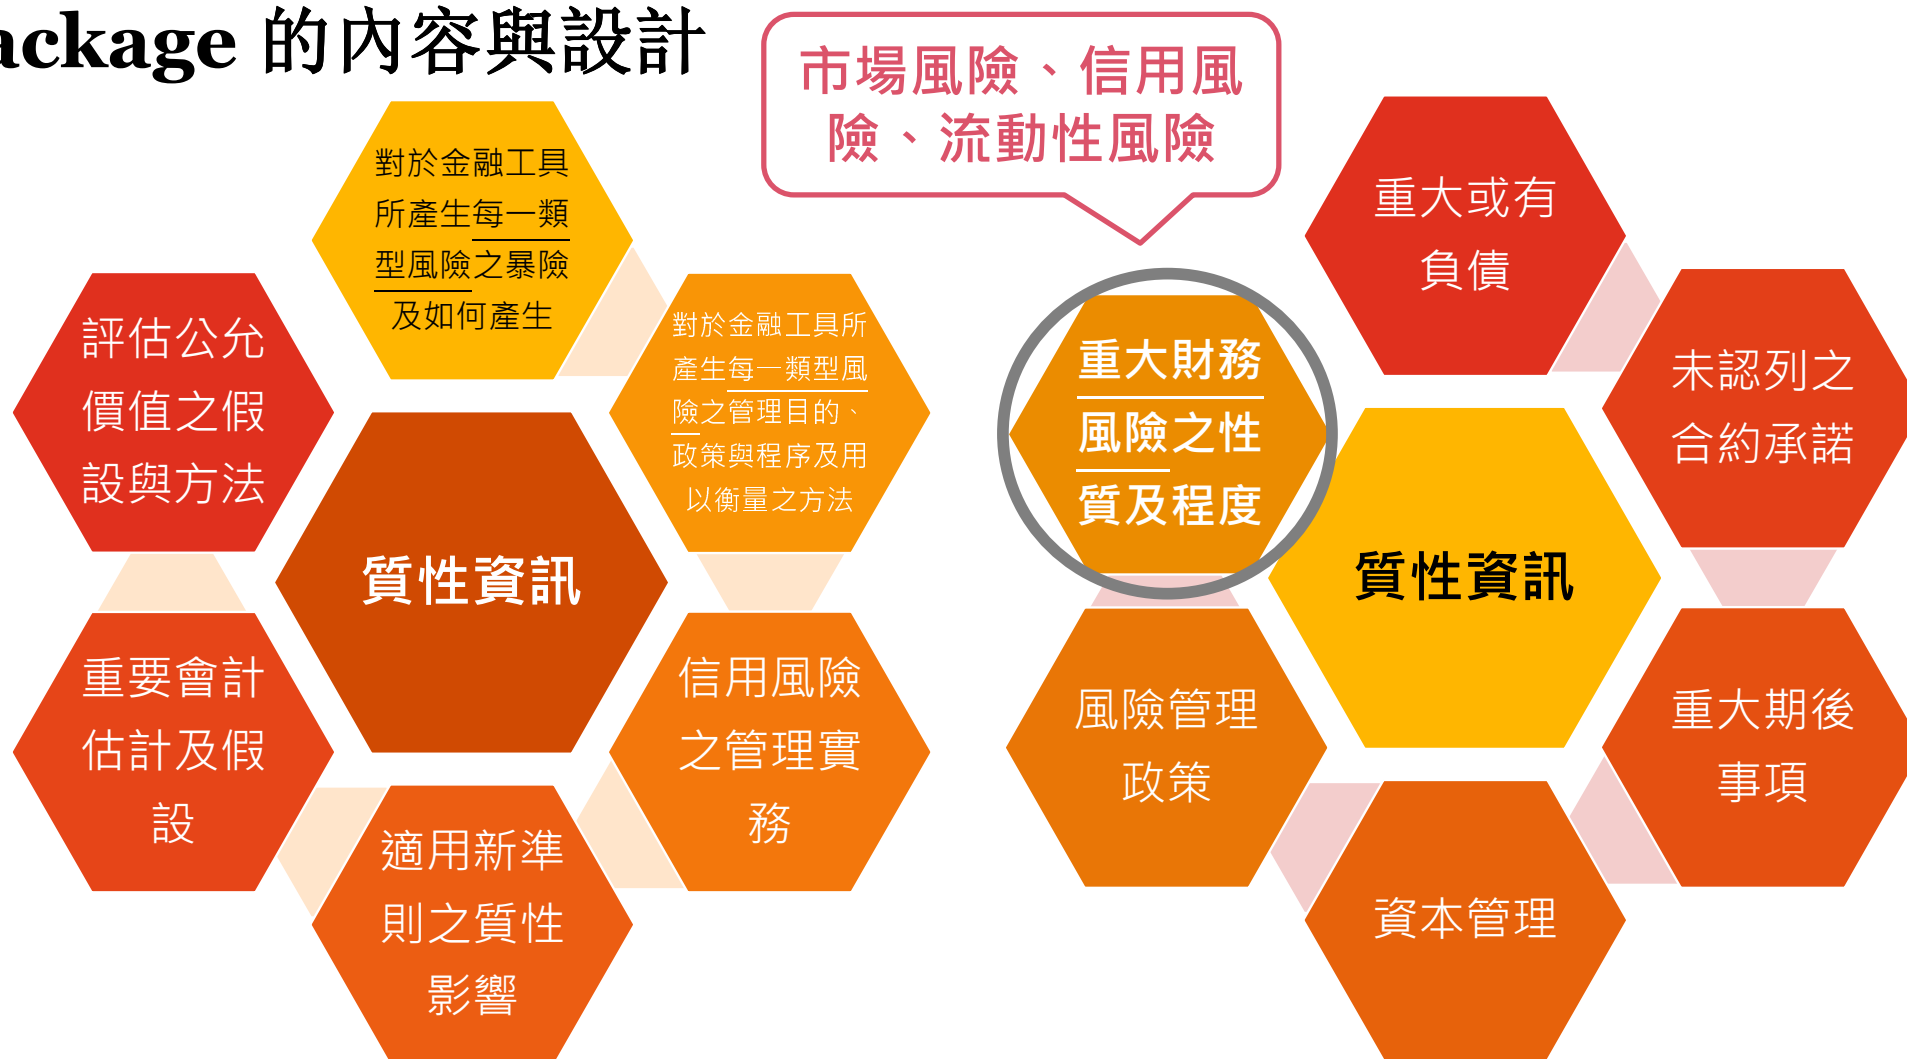 ackage 的內容與設計
市場風險、信用風
險、流動性風險
對於金融工具
所產生每一類
型風險之暴險
及如何產生
對於金融工具所
產生每一類型風
險之管理目的、
政策與程序及用
以衡量之方法
信用風險
之管理實
務
適用新準
則之質性
影響
重要會計
估計及假
設
評估公允
價值之假
設與方法
質性資訊
重大或有
負債
未認列之
合約承諾
重大期後
事項
資本管理
風險管理
政策
重大財務
風險之性
質及程度
質性資訊